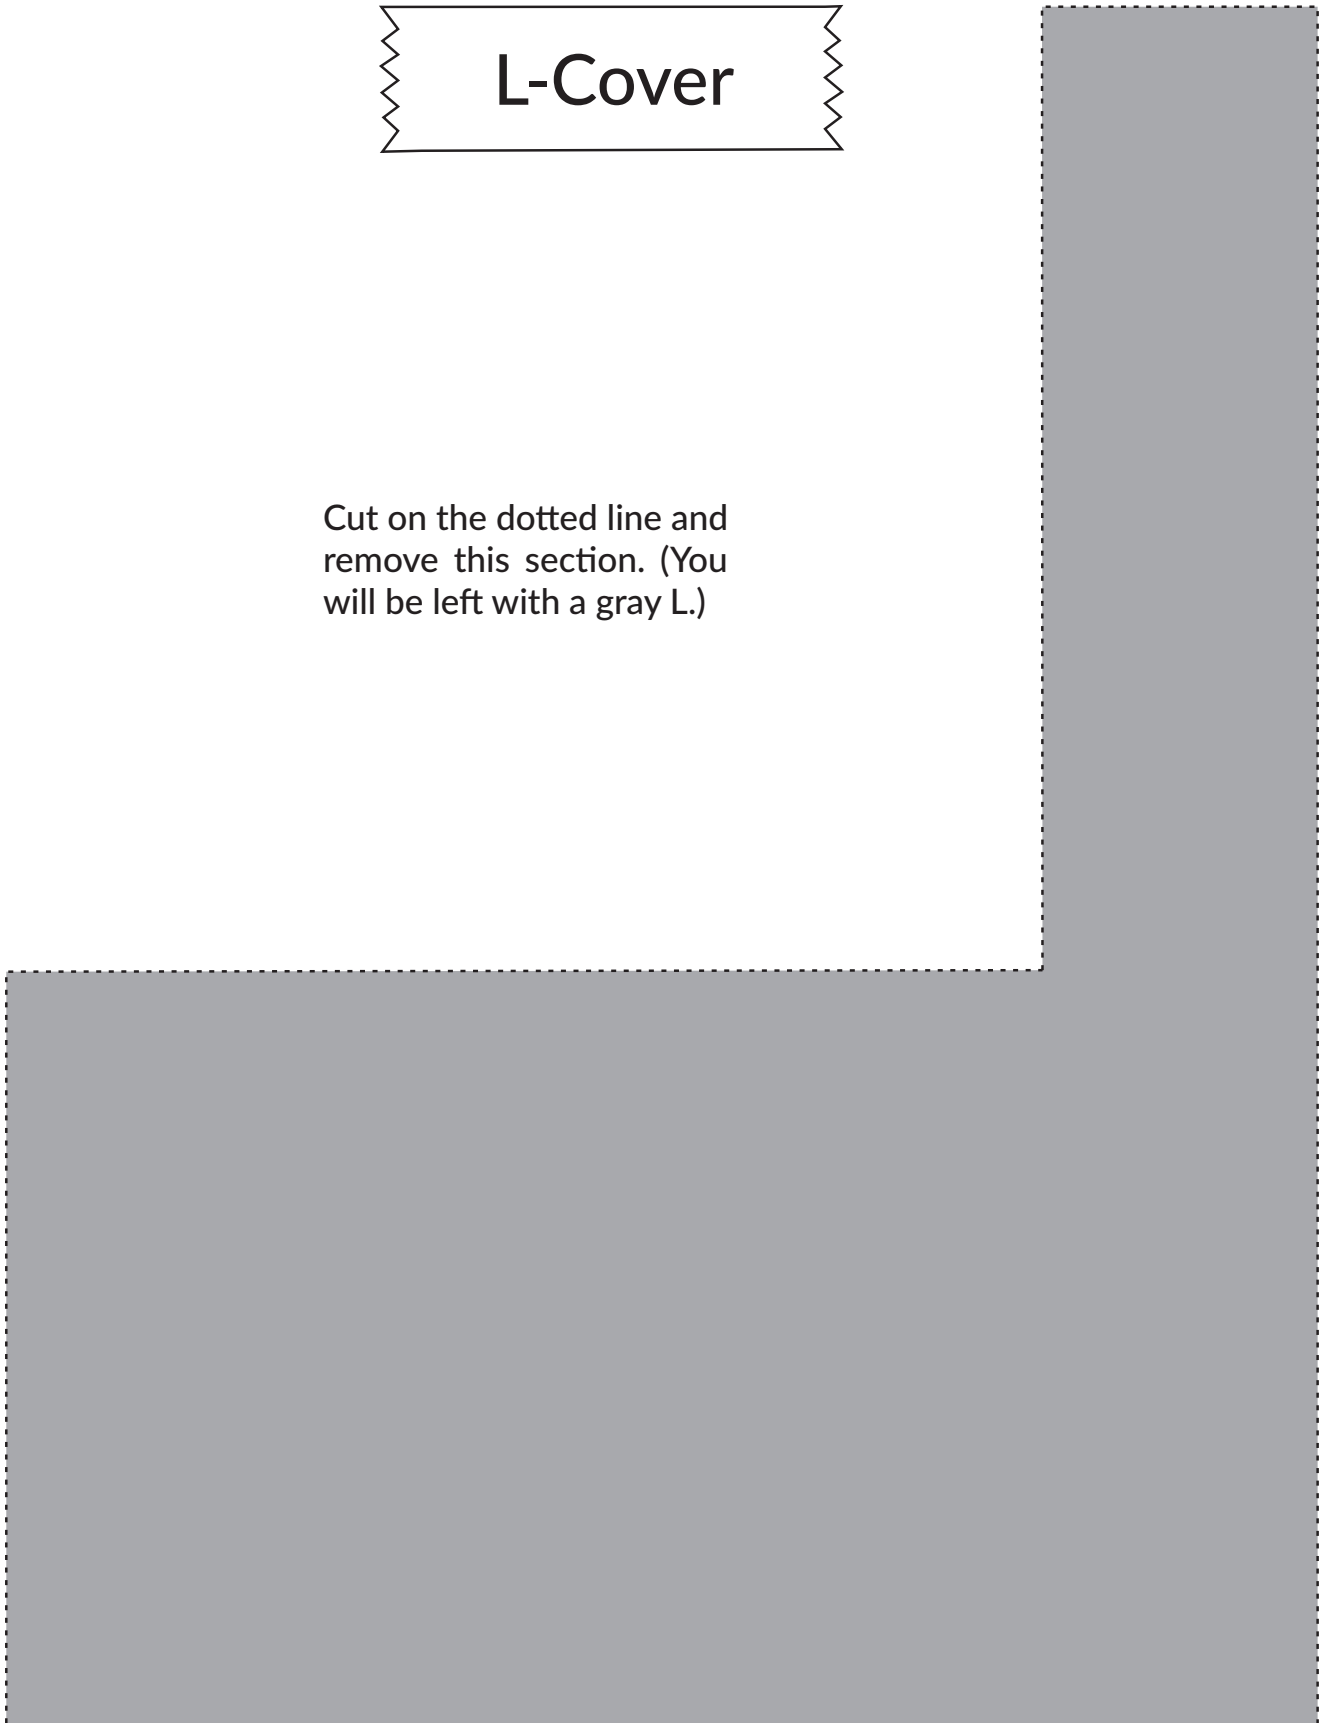 L-Cover
Cut on the dotted line and
remove this section. (You
will be left with a gray L.)